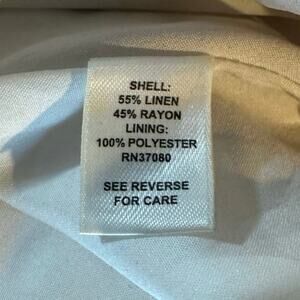 SHELL:
55% LINEN
45% RAYON
LINING:
100% POLYESTER
RN37080
SEE REVERSE
FOR CARE